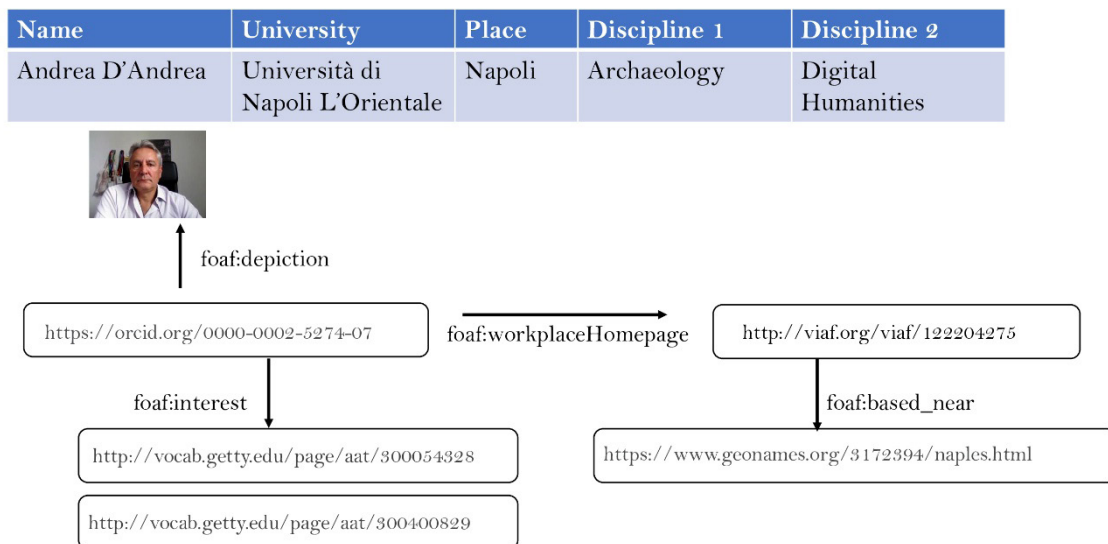 Name University Place Discipline 1 Discipline 2
Andrea D'Andrea Università di Napoli Archaeology Digital
Napoli L'Orientale Humanities
foaf:depiction
https://orcid.org/0000-0002-5274-07
foaf:workplaceHomepage
http://viaf.org/viaf/122204275
foaf:interest
foaf:based_near
http://vocab.getty.edu/page/aat/300054328
https://www.geonames.org/3172394/naples.html
http://vocab.getty.edu/page/aat/300400829